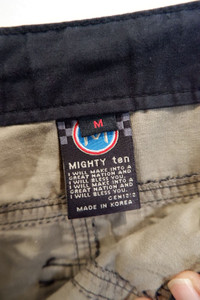 M
MIGHTY ten
I WILL MAKE INTO A
GREAT NATION AND
I WILL BLESS YOU.
I WILL MAKE INTO A
GREAT NATION AND
I WILL BLESS YOU.
GEN12:2
MADE IN KOREA